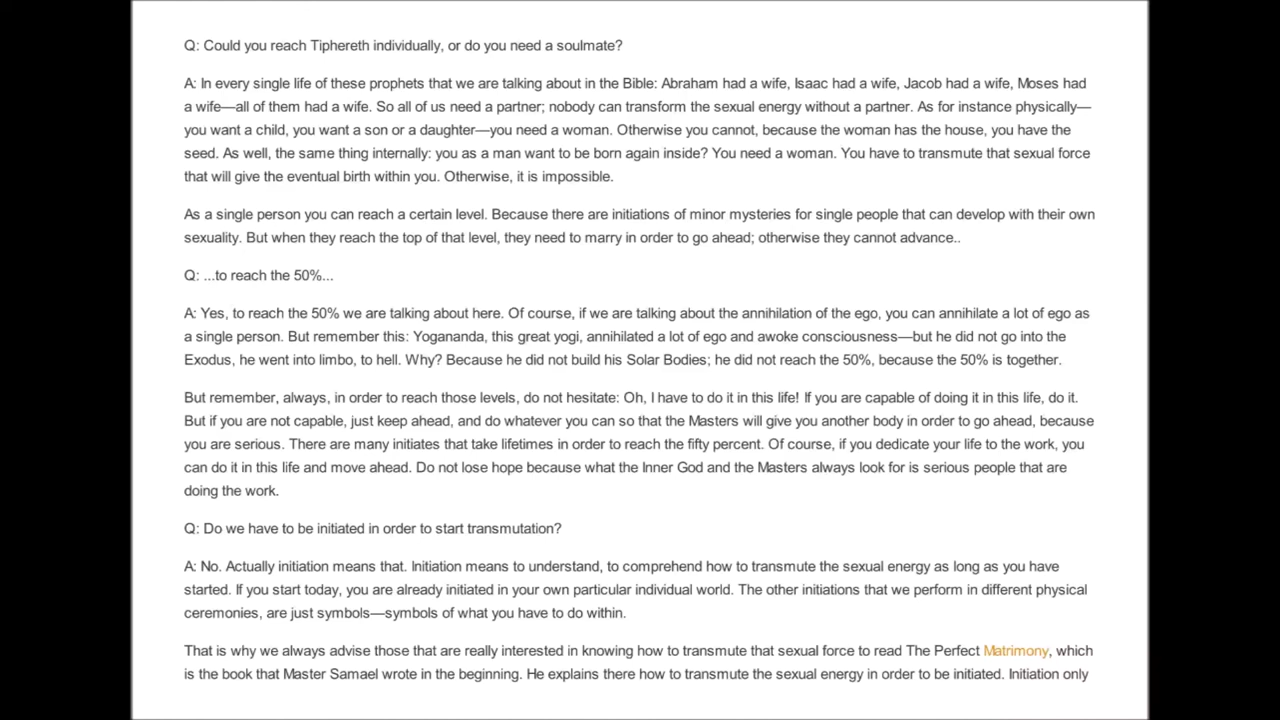 Q: Could you reach Tiphereth individually, or do you need a soulmate?
A: In every single life of these prophets that we are talking about in the Bible: Abraham had a wife, Isaac had a wife, Jacob had a wife, Moses had
a wife—all of them had a wife. So all of us need a partner; nobody can transform the sexual energy without a partner. As for instance physically—
you want a child, you want a son or a daughter—you need a woman. Otherwise you cannot, because the woman has the house, you have the
seed. As well, the same thing internally: you as a man want to be born again inside? You need a woman. You have to transmute that sexual force
that will give the eventual birth within you. Otherwise, it is impossible.
As a single person you can reach a certain level. Because there are initiations of minor mysteries for single people that can develop with their own
sexuality. But when they reach the top of that level, they need to marry in order to go ahead; otherwise they cannot advance..
Q: ...to reach the 50%...
A: Yes, to reach the 50% we are talking about here. Of course, if we are talking about the annihilation of the ego, you can annihilate a lot of ego as
a single person. But remember this: Yogananda, this great yogi, annihilated a lot of ego and awoke consciousness—but he did not go into the
Exodus, he went into limbo, to hell. Why? Because he did not build his Solar Bodies; he did not reach the 50%, because the 50% is together.
But remember, always, in order to reach those levels, do not hesitate: Oh, I have to do it in this life! If you are capable of doing it in this life, do it.
But if you are not capable, just keep ahead, and do whatever you can so that the Masters will give you another body in order to go ahead, because
you are serious. There are many initiates that take lifetimes in order to reach the fifty percent. Of course, if you dedicate your life to the work, you
can do it in this life and move ahead. Do not lose hope because what the Inner God and the Masters always look for is serious people that are
doing the work.
Q: Do we have to be initiated in order to start transmutation?
A: No. Actually initiation means that. Initiation means to understand, to comprehend how to transmute the sexual energy as long as you have
started. If you start today, you are already initiated in your own particular individual world. The other initiations that we perform in different physical
ceremonies, are just symbols—symbols of what you have to do within.
That is why we always advise those that are really interested in knowing how to transmute that sexual force to read The Perfect Matrimony, which
is the book that Master Samael wrote in the beginning. He explains there how to transmute the sexual energy in order to be initiated. Initiation only